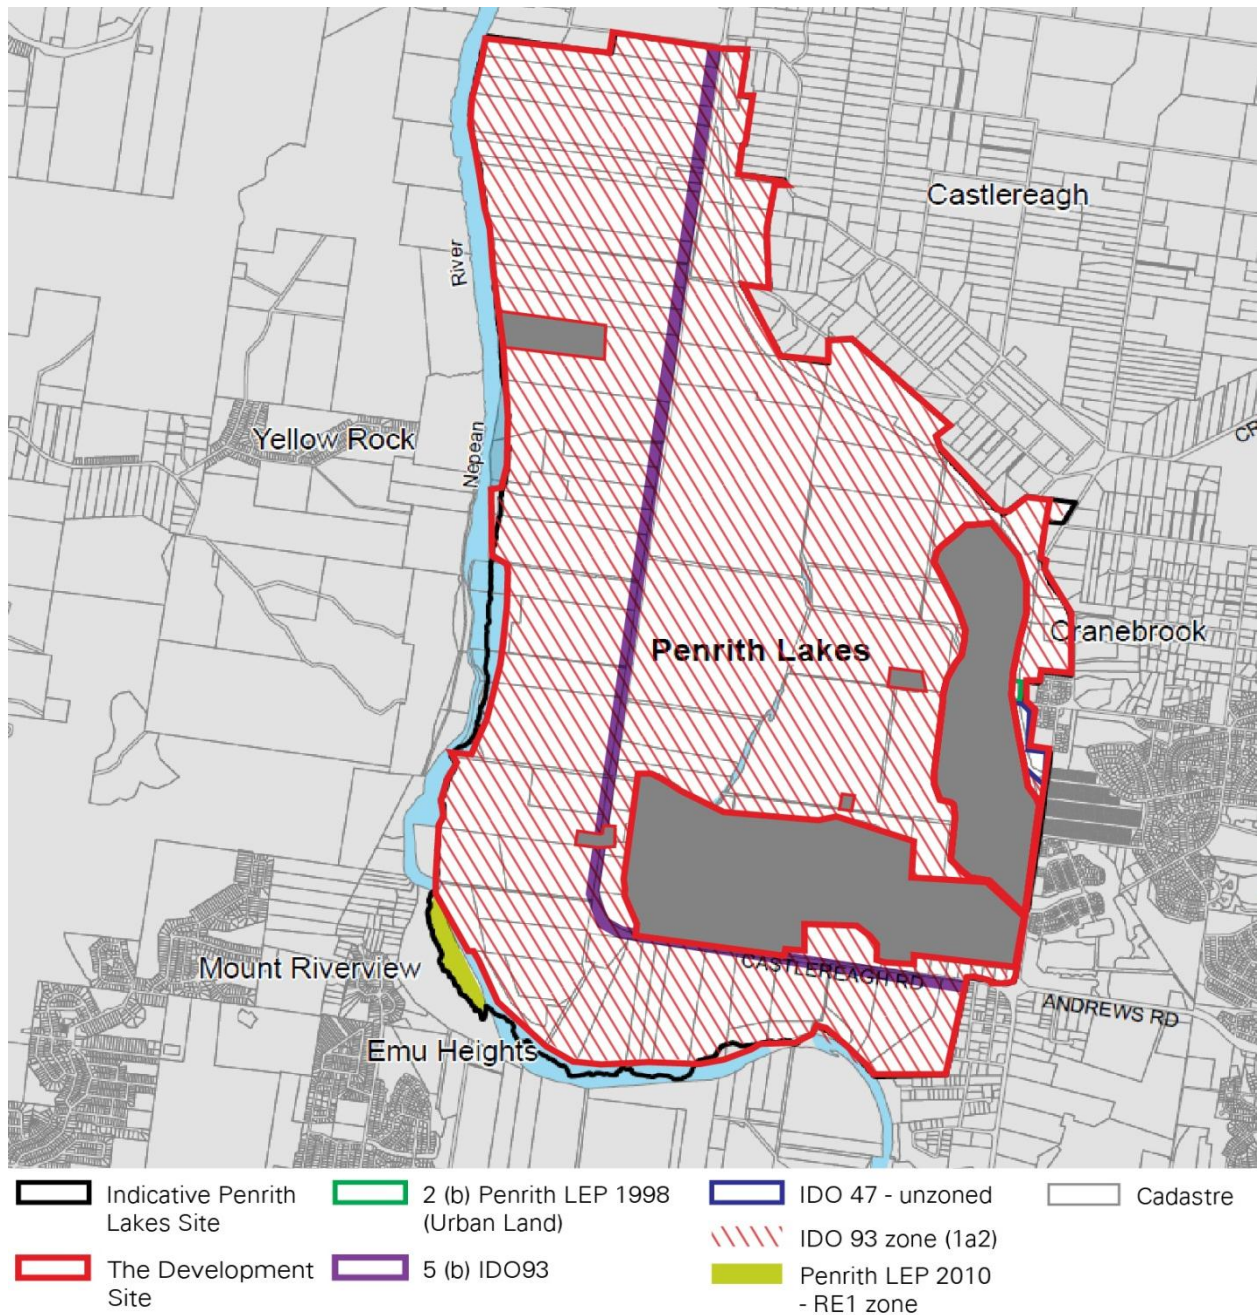 Castlereagh
River
Yellow Rock
Nepean
CR
Penrith Lakes
Cranebrook
CASTLEREAGH RD
Mount Riverview
ANDREWS RD
Emu Heights
Indicative Penrith
Lakes Site
2 (b) Penrith LEP 1998
(Urban Land)
IDO 47 - unzoned
Cadastre
IDO 93 zone (1a2)
The Development
Site
5 (b) IDO93
Penrith LEP 2010
- RE1 zone